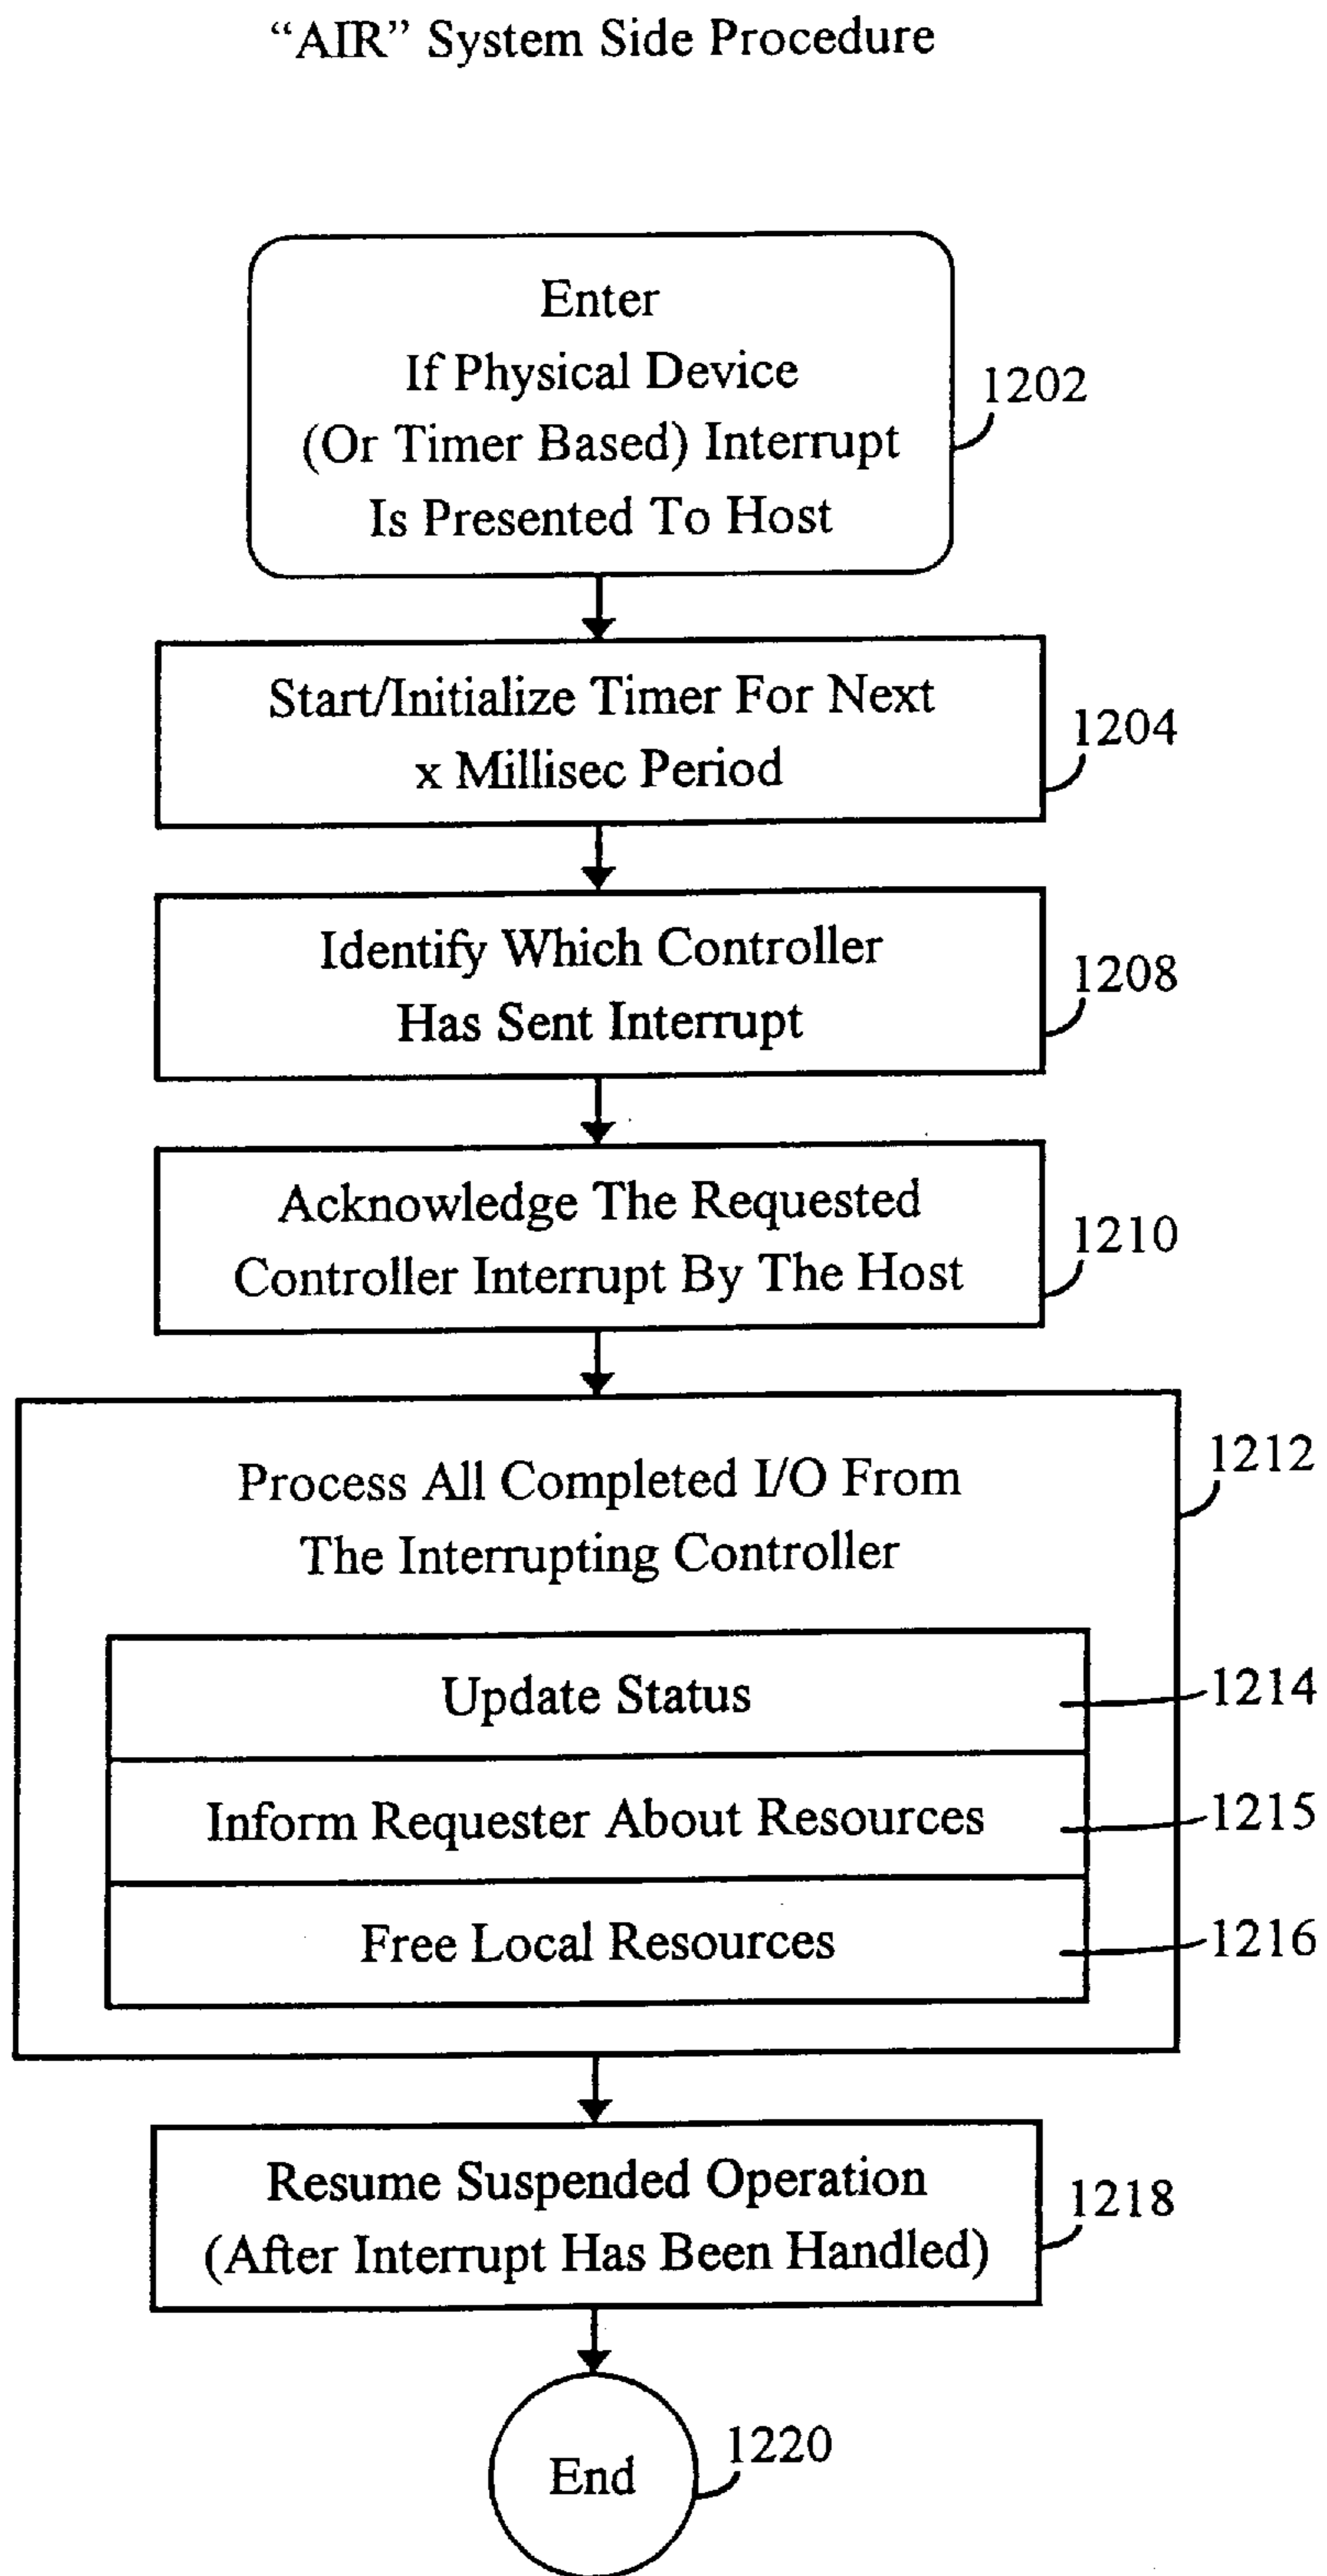 “AIR” System Side Procedure
Enter
If Physical Device
(Or Timer Based) Interrupt
Is Presented To Host
1202
Start/Initialize Timer For Next
x Millisec Period
1204
Identify Which Controller
Has Sent Interrupt
1208
Acknowledge The Requested
Controller Interrupt By The Host
1210
Process All Completed I/O From
The Interrupting Controller
1212
Update Status
1214
Inform Requester About Resources
1215
Free Local Resources
1216
Resume Suspended Operation
(After Interrupt Has Been Handled)
1218
End
1220